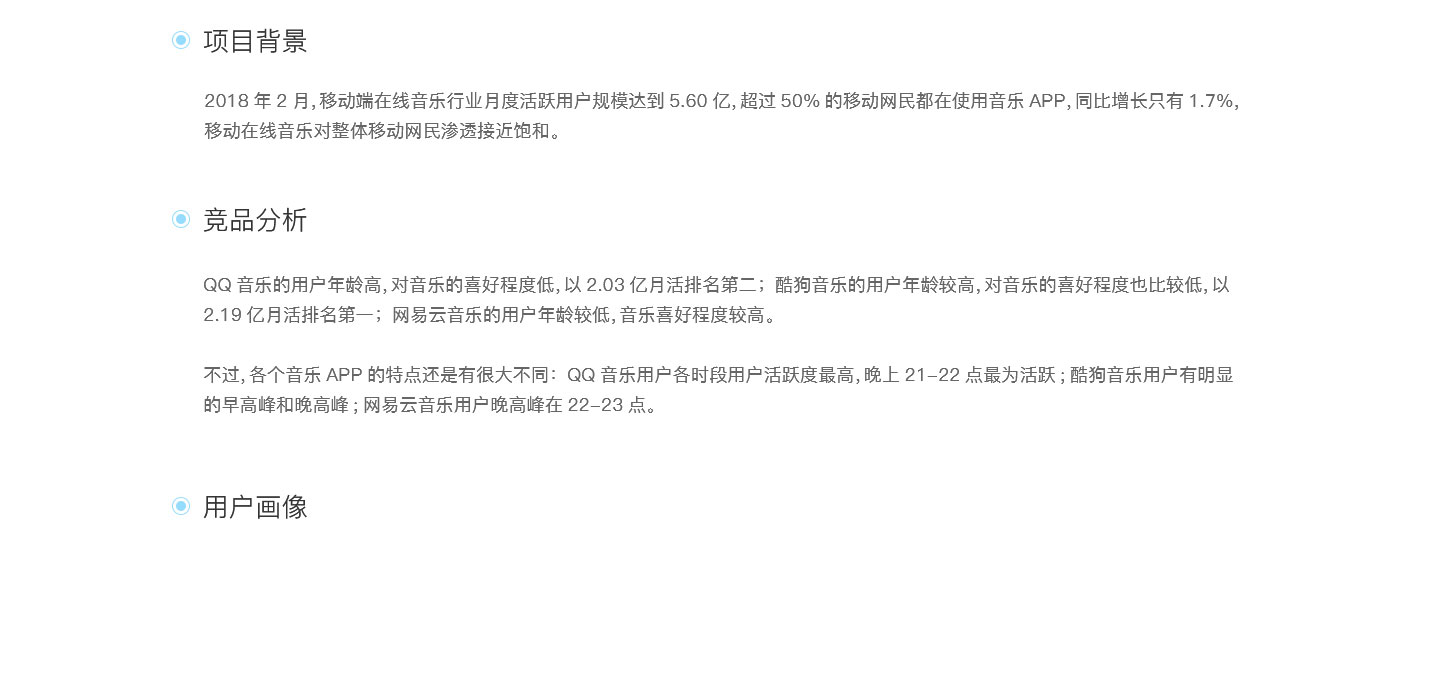 项目背景
2018 年 2 月, 移动端在线音乐行业月度活跃用户规模达到 5.60 亿, 超过 50% 的移动网民都在使用音乐 APP, 同比增长只有 1.7%,
移动在线音乐对整体移动网民渗透接近饱和。
竞品分析
QQ 音乐的用户年龄高, 对音乐的喜好程度低, 以 2.03 亿月活排名第二；酷狗音乐的用户年龄较高, 对音乐的喜好程度也比较低, 以
2.19 亿月活排名第一；网易云音乐的用户年龄较低, 音乐喜好程度较高。
不过, 各个音乐 APP 的特点还是有很大不同：QQ 音乐用户各时段用户活跃度最高, 晚上 21–22 点最为活跃 ; 酷狗音乐用户有明显
的早高峰和晚高峰 ; 网易云音乐用户晚高峰在 22–23 点。
用户画像